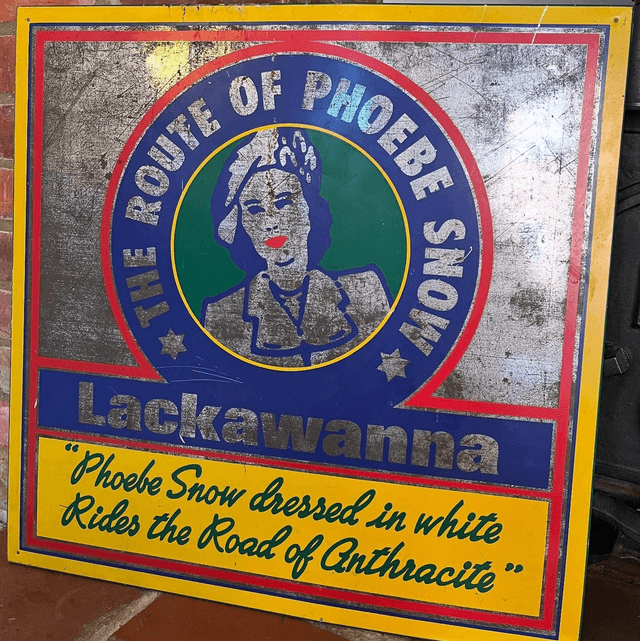 THE ROUTE OF PHOEBE SNOW
Lackawanna
"Phoebe Snow dressed in white
Rides the Road of Anthracite"